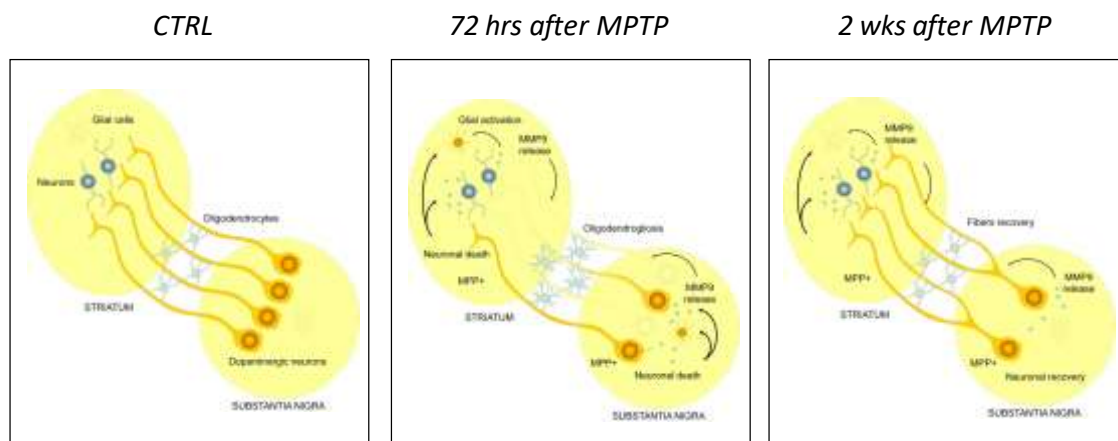 CTRL
72 hrs after MPTP
2 wks after MPTP
Glial cells
Neurons
Oligodendrocytes
STRIATUM
Dopaminergic neurons
SUBSTANTIA NIGRA
Glial activation
MMP9
release
Oligodendrogliosis
Neuronal death
MPP+
STRIATUM
MMP9
release
MPP+
Neuronal death
SUBSTANTIA NIGRA
MMP9
release
Fibers recovery
MPP+
STRIATUM
MMP9
release
MPP+
Neuronal recovery
SUBSTANTIA NIGRA